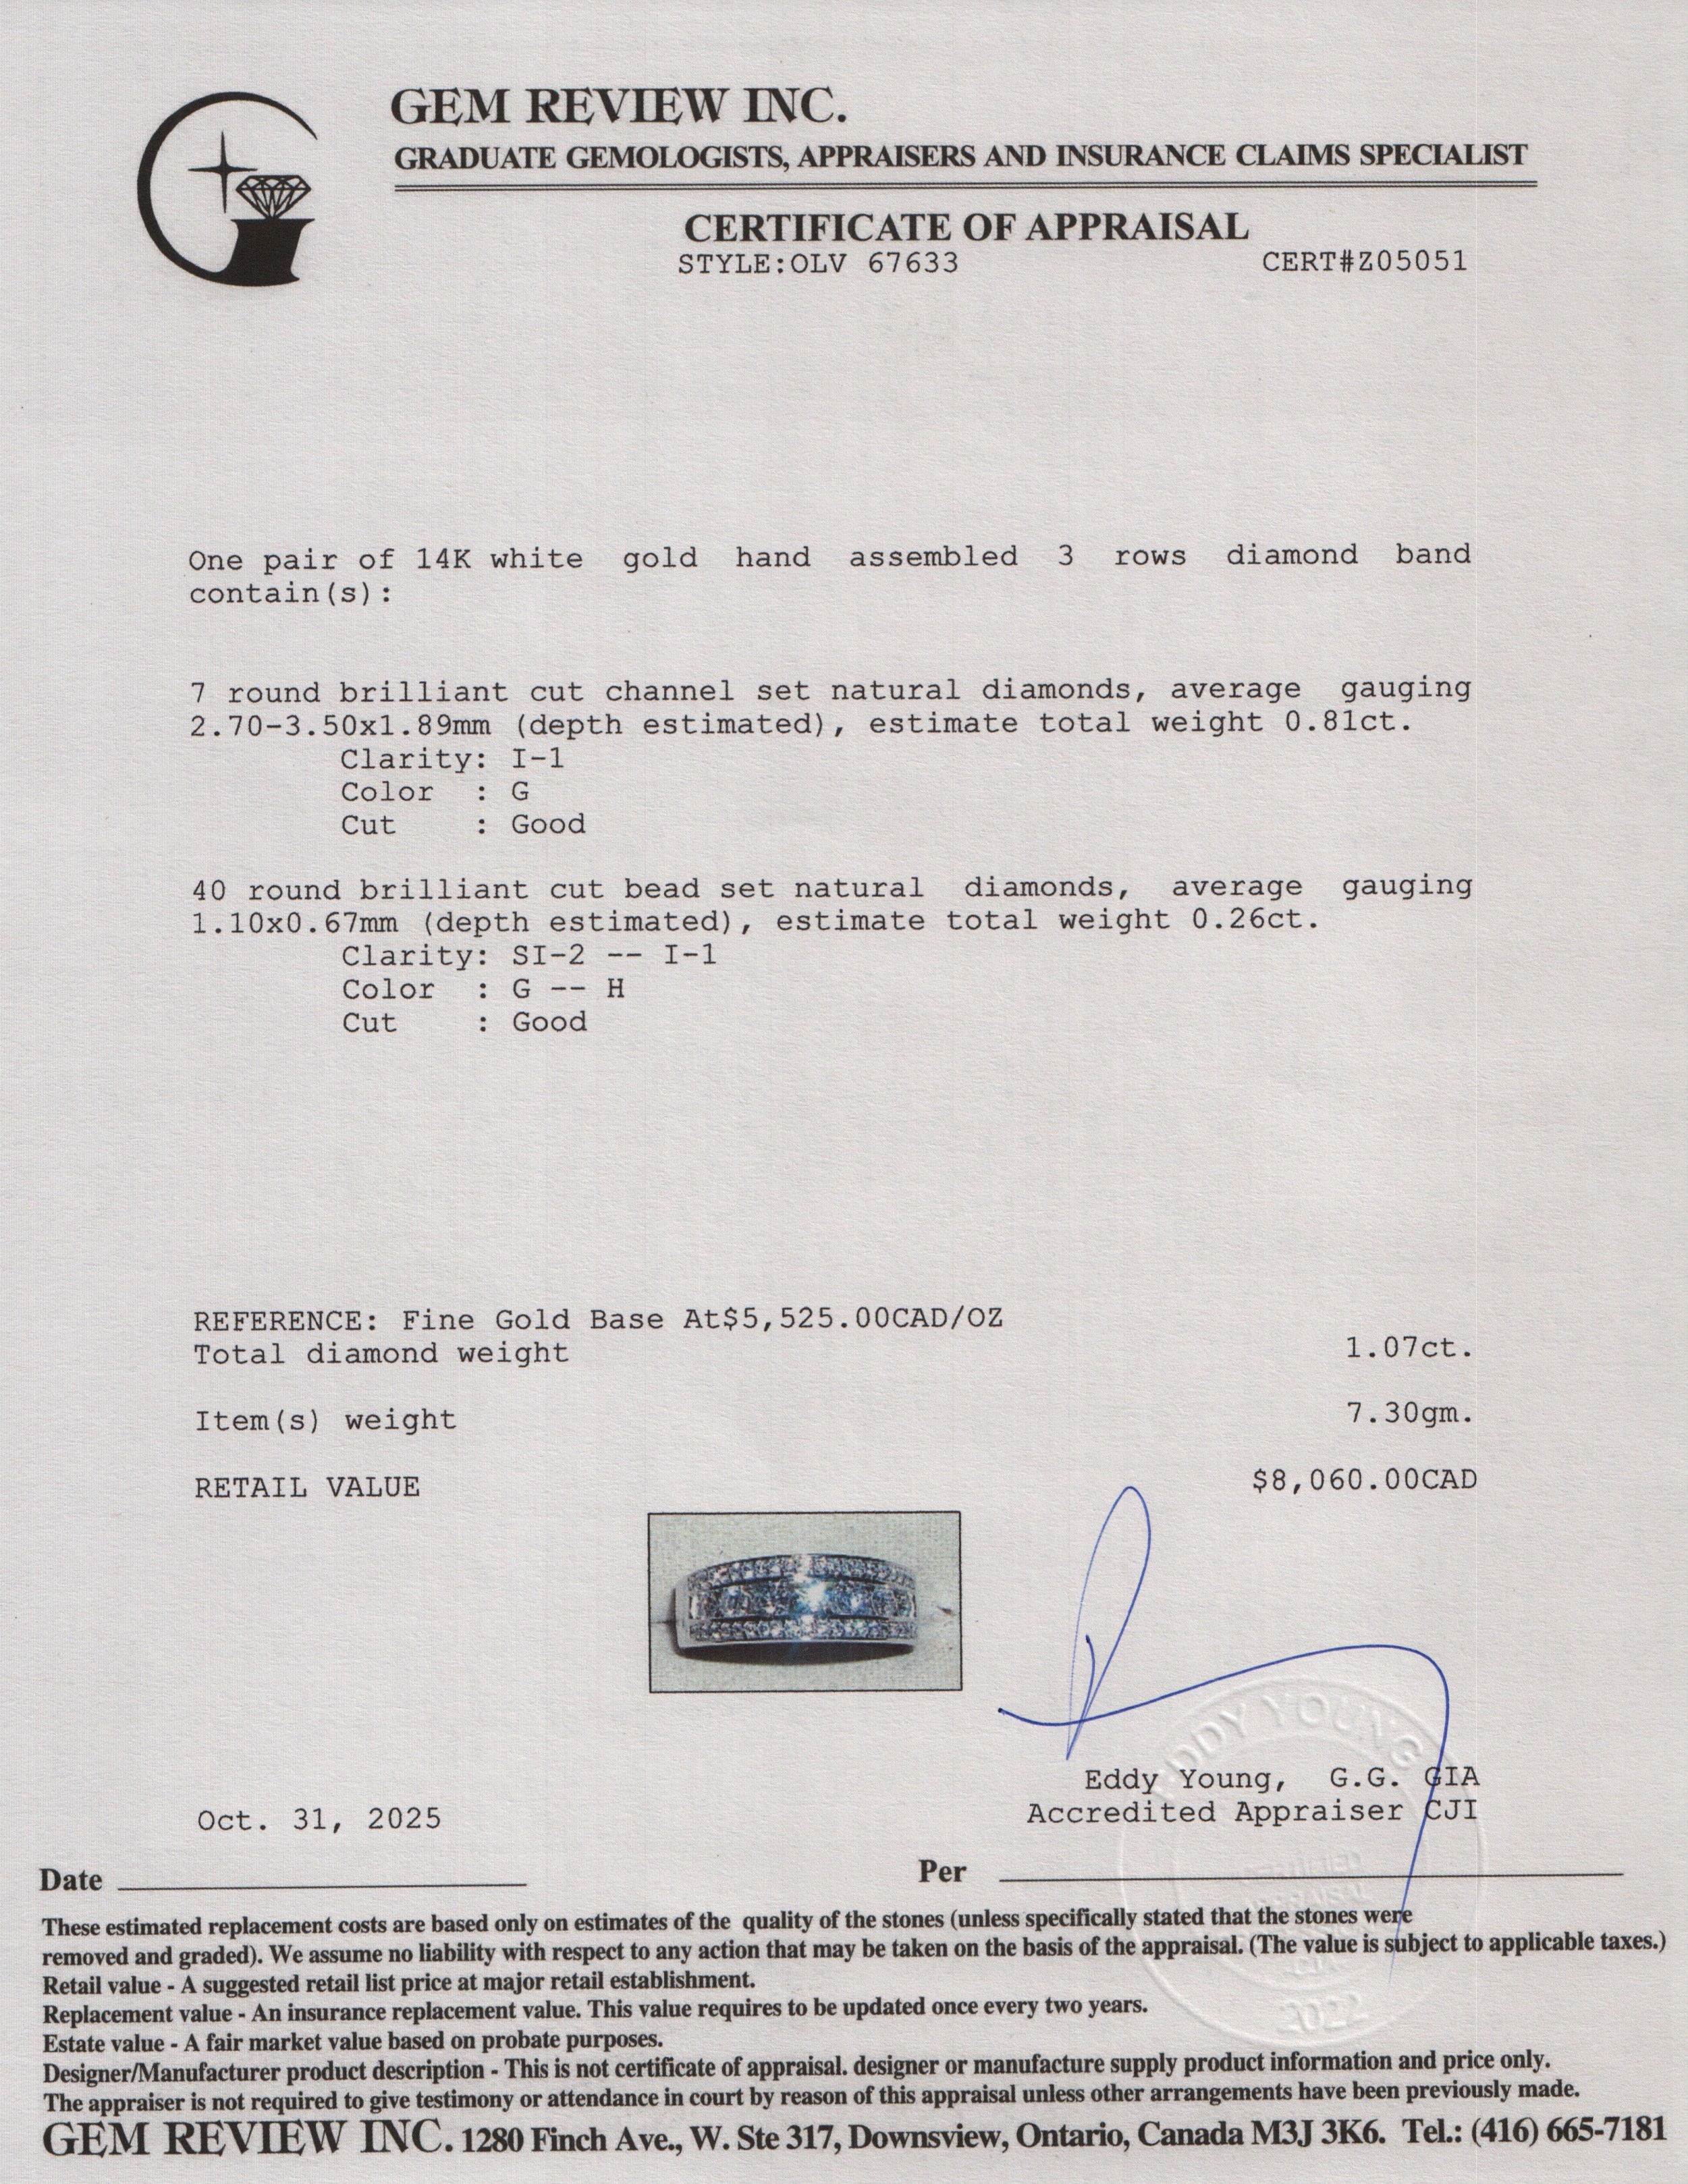 GEM REVIEW INC.
GRADUATE GEMOLOGISTS, APPRAISERS AND INSURANCE CLAIMS SPECIALIST
CERTIFICATE OF APPRAISAL
STYLE:OLV 67633 CERT#Z05051
One pair of 14K white gold hand assembled 3 rows diamond band
contain(s):
7 round brilliant cut channel set natural diamonds, average gauging
2.70-3.50x1.89mm (depth estimated), estimate total weight 0.81ct.
Clarity: I-1
Color : G
Cut : Good
40 round brilliant cut bead set natural diamonds, average gauging
1.10x0.67mm (depth estimated), estimate total weight 0.26ct.
Clarity: SI-2 -- I-1
Color : G -- H
Cut : Good
REFERENCE: Fine Gold Base At$5,525.00CAD/OZ
Total diamond weight 1.07ct.
Item(s) weight 7.30gm.
RETAIL VALUE $8,060.00CAD
EDDY YOUNG
Eddy Young, G.G. GIA
Oct. 31, 2025 Accredited Appraiser CJI
Date Per
These estimated replacement costs are based only on estimates of the quality of the stones (unless specifically stated that the stones were
removed and graded). We assume no liability with respect to any action that may be taken on the basis of the appraisal. (The value is subject to applicable taxes.)
Retail value - A suggested retail list price at major retail establishment.
Replacement value - An insurance replacement value. This value requires to be updated once every two years.
2022
Estate value - A fair market value based on probate purposes.
Designer/Manufacturer product description - This is not certificate of appraisal. designer or manufacture supply product information and price only.
The appraiser is not required to give testimony or attendance in court by reason of this appraisal unless other arrangements have been previously made.
GEM REVIEW INC. 1280 Finch Ave., W. Ste 317, Downsview, Ontario, Canada M3J 3K6. Tel.: (416) 665-7181